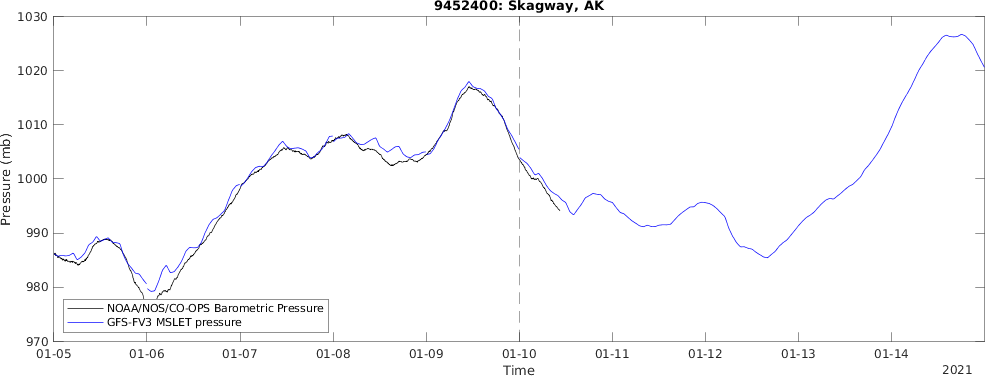 9452400: Skagway, AK
Pressure (mb)
1030
1020
1010
1000
990
980
970
NOAA/NOS/CO-OPS Barometric Pressure
GFS-FV3 MSLET pressure
01-05 01-06 01-07 01-08 01-09 01-10 01-11 01-12 01-13 01-14
Time
2021